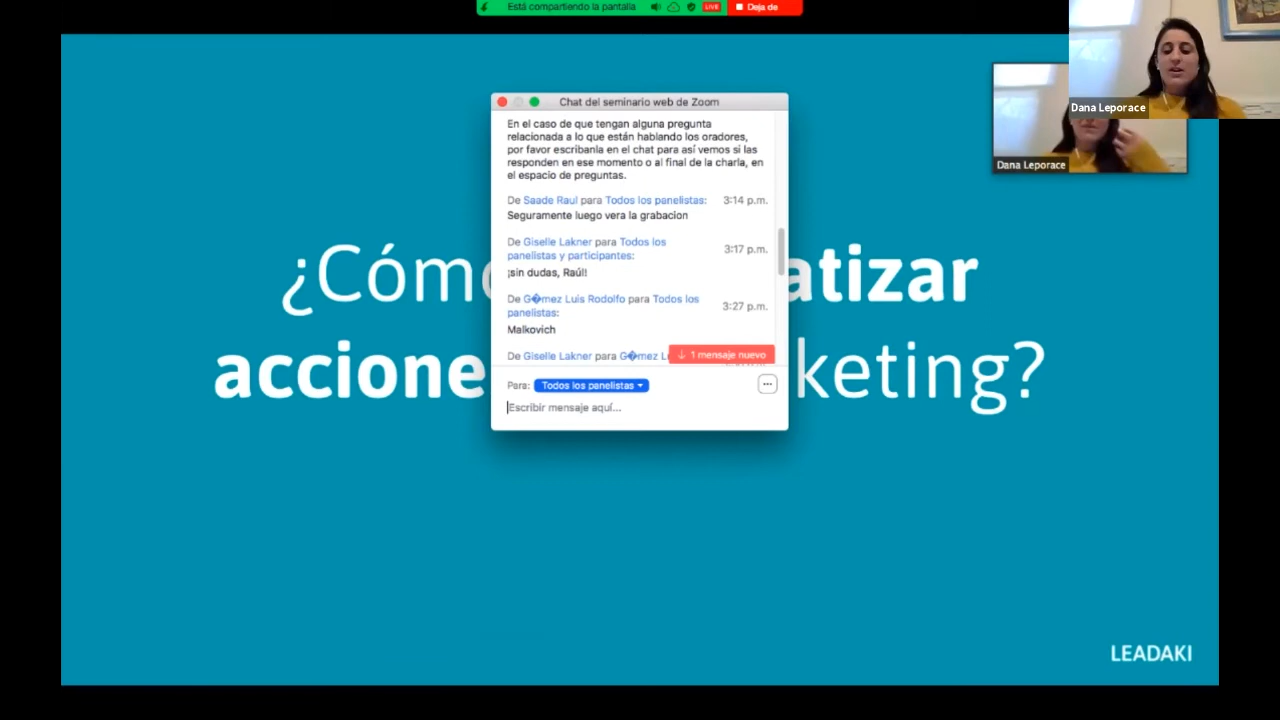 Está compartiendo la pantalla
LIVE
Deja de
Dana Leporace
Dana Leporace
Chat del seminario web de Zoom
En el caso de que tengan alguna pregunta
relacionada a lo que están hablando los oradores,
por favor escribanla en el chat para así vemos si las
responden en ese momento o al final de la charla, en
el espacio de preguntas.
De Saade Raul para Todos los panelistas: 3:14 p.m.
Seguramente luego vera la grabacion
De Giselle Lakner para Todos los
panelistas y participantes: 3:17 p.m.
¡sin dudas, Raúl!
De G�mez Luis Rodolfo para Todos los
panelistas: 3:27 p.m.
Malkovich
De Giselle Lakner para G�mez L
↓ 1 mensaje nuevo
Para: Todos los panelistas
Escribir mensaje aquí...
¿Cóm atizar
accione keting?
LEADAKI